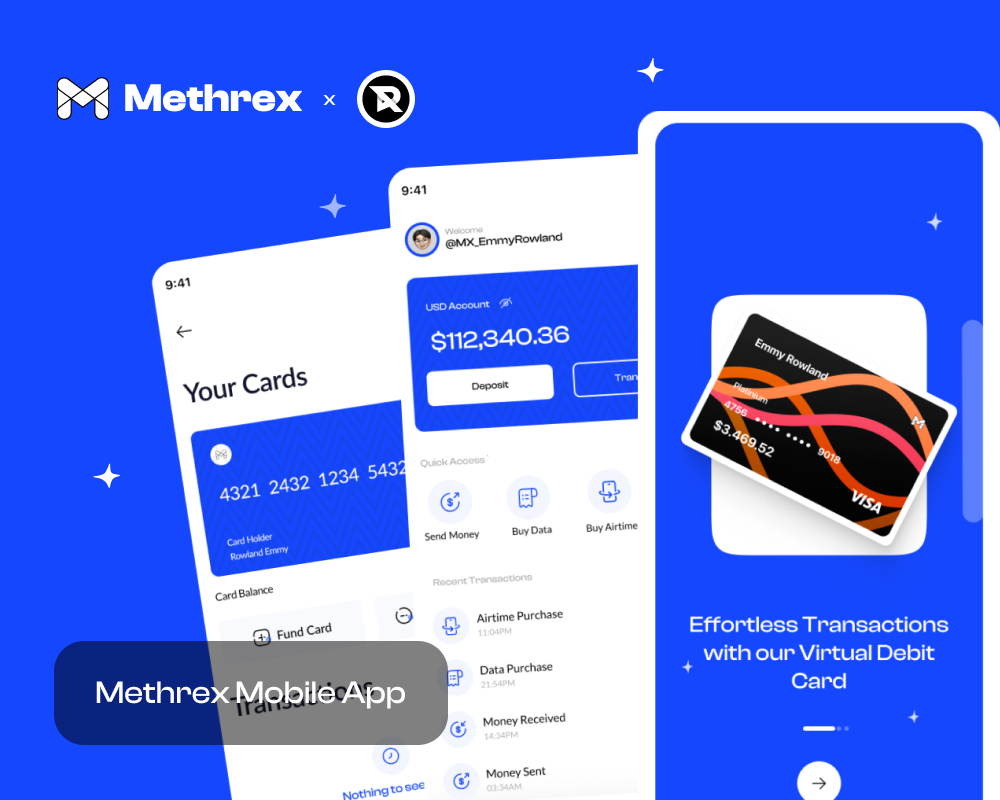 Methrex x R
9:41
Your Cards
4321 2432 1234 5432
Card Holder
Rowland Emmy
Card Balance
Fund Card
Transactions
Nothing to see
9:41
Welcome
@MX_EmmyRowland
USD Account
$112,340.36
Deposit
Tran
Quick Access`
Send Money
Buy Data
Buy Airtime
Recent Transactions
Airtime Purchase
11:04PM
Data Purchase
21:54PM
Money Received
14:34PM
Money Sent
03:34AM
Emmy Rowland
Platinium
4756 •••• •••• 9018
$3.469.52
VISA
Effortless Transactions
with our Virtual Debit
Card
Methrex Mobile App